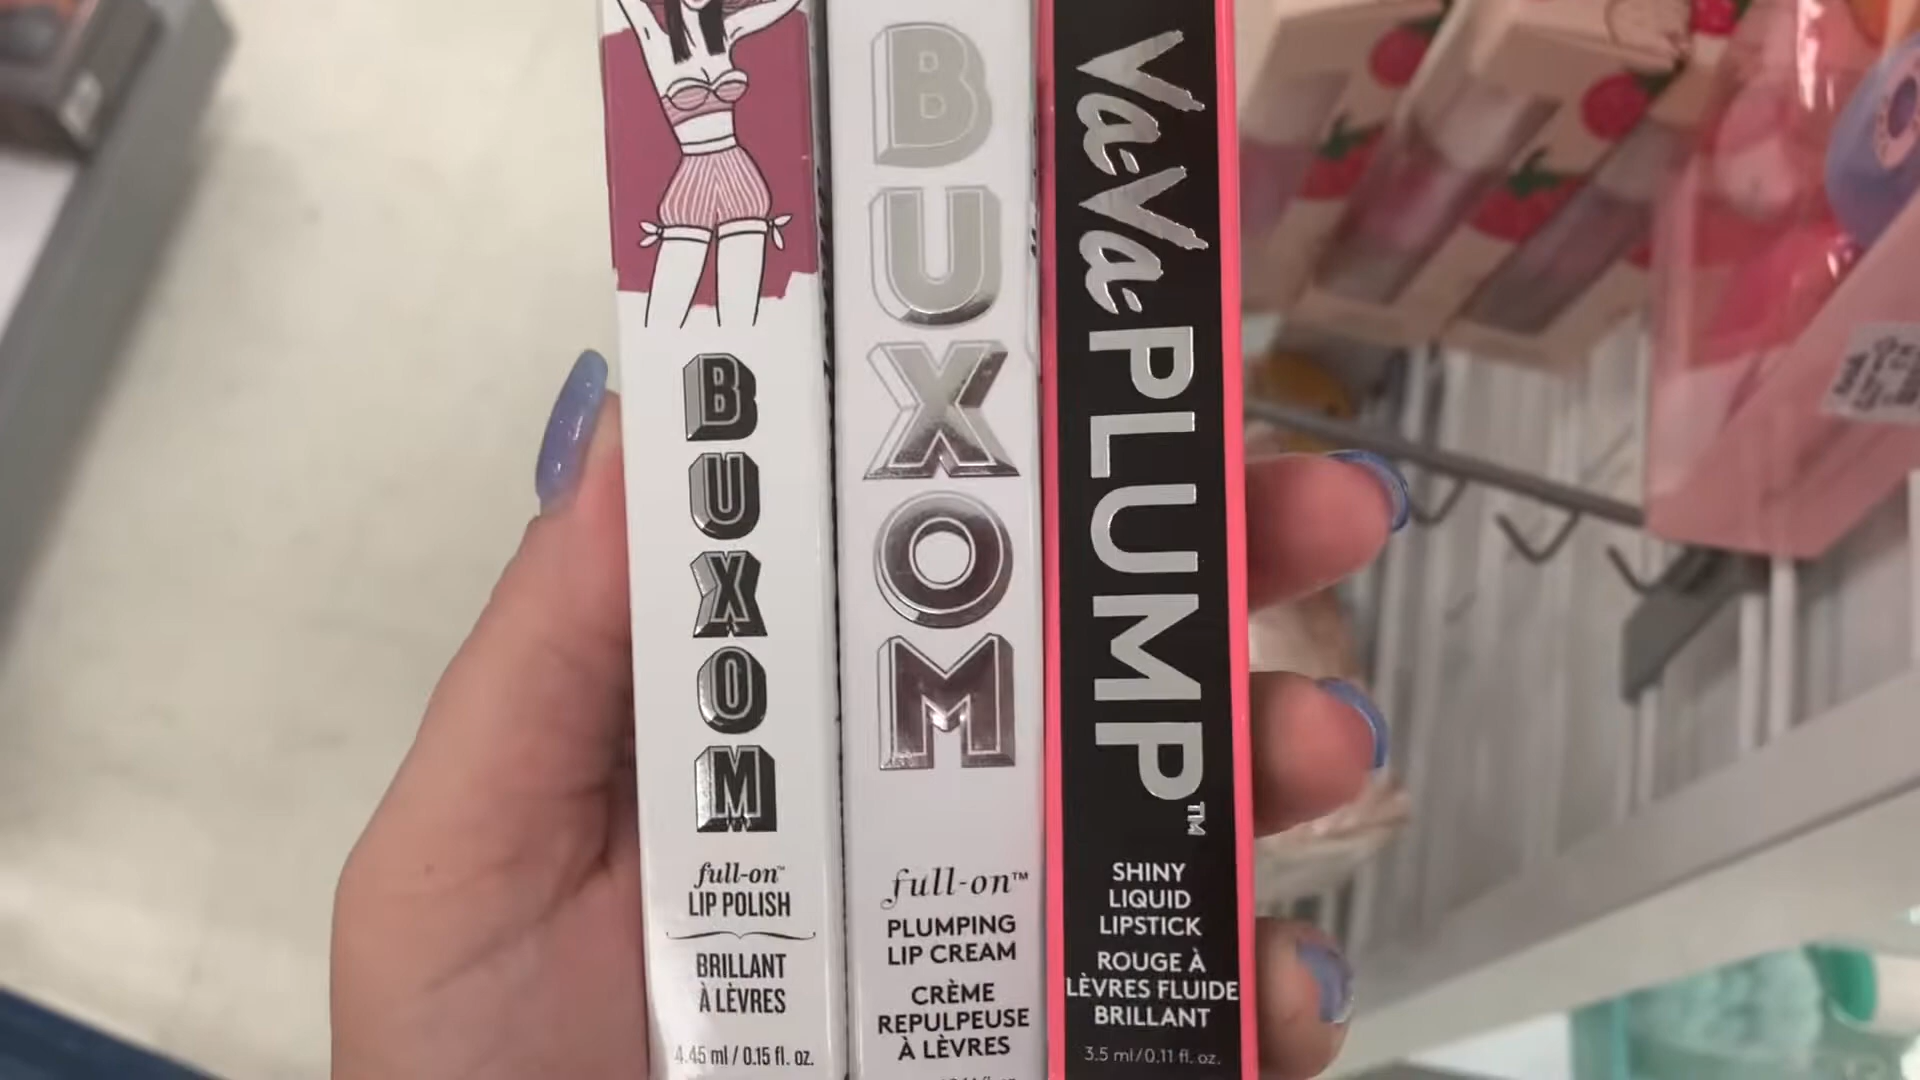 BUXOM
full-on™
LIP POLISH
BRILLANT
À LÈVRES
4.45 ml / 0.15 fl. oz.
BUXOM
full-on™
PLUMPING
LIP CREAM
CRÈME
REPULPEUSE
À LÈVRES
Va-Va-PLUMP™
SHINY
LIQUID
LIPSTICK
ROUGE À
LÈVRES FLUIDE
BRILLANT
3.5 ml/0.11 fl. oz.